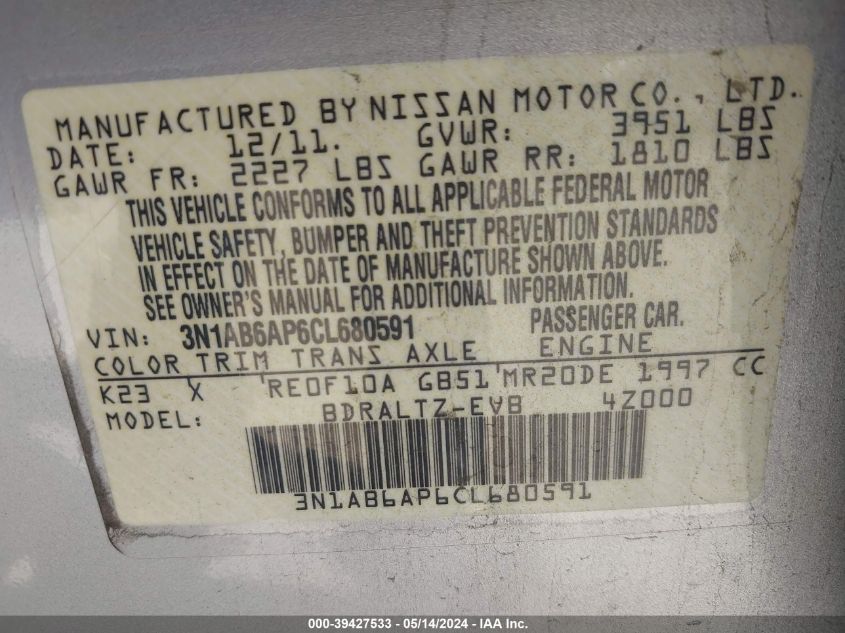 MANUFACTURED BY NISSAN MOTOR CO., LTD.
DATE: 12/11. GVWR: 3951 LBS
GAWR FR: 2227 LBS GAWR RR: 1810 LBS
THIS VEHICLE CONFORMS TO ALL APPLICABLE FEDERAL MOTOR
VEHICLE SAFETY, BUMPER AND THEFT PREVENTION STANDARDS
IN EFFECT ON THE DATE OF MANUFACTURE SHOWN ABOVE.
SEE OWNER'S MANUAL FOR ADDITIONAL INFORMATION
VIN: 3N1AB6AP6CL680591 PASSENGER CAR.
COLOR TRIM TRANS AXLE ENGINE
K23 X RE0F10A GB51 MR20DE 1997 CC
MODEL: BDRALTZ-EVB 4Z000
3N1AB6AP6CL680591
000-39427533 - 05/14/2024 - IAA Inc.